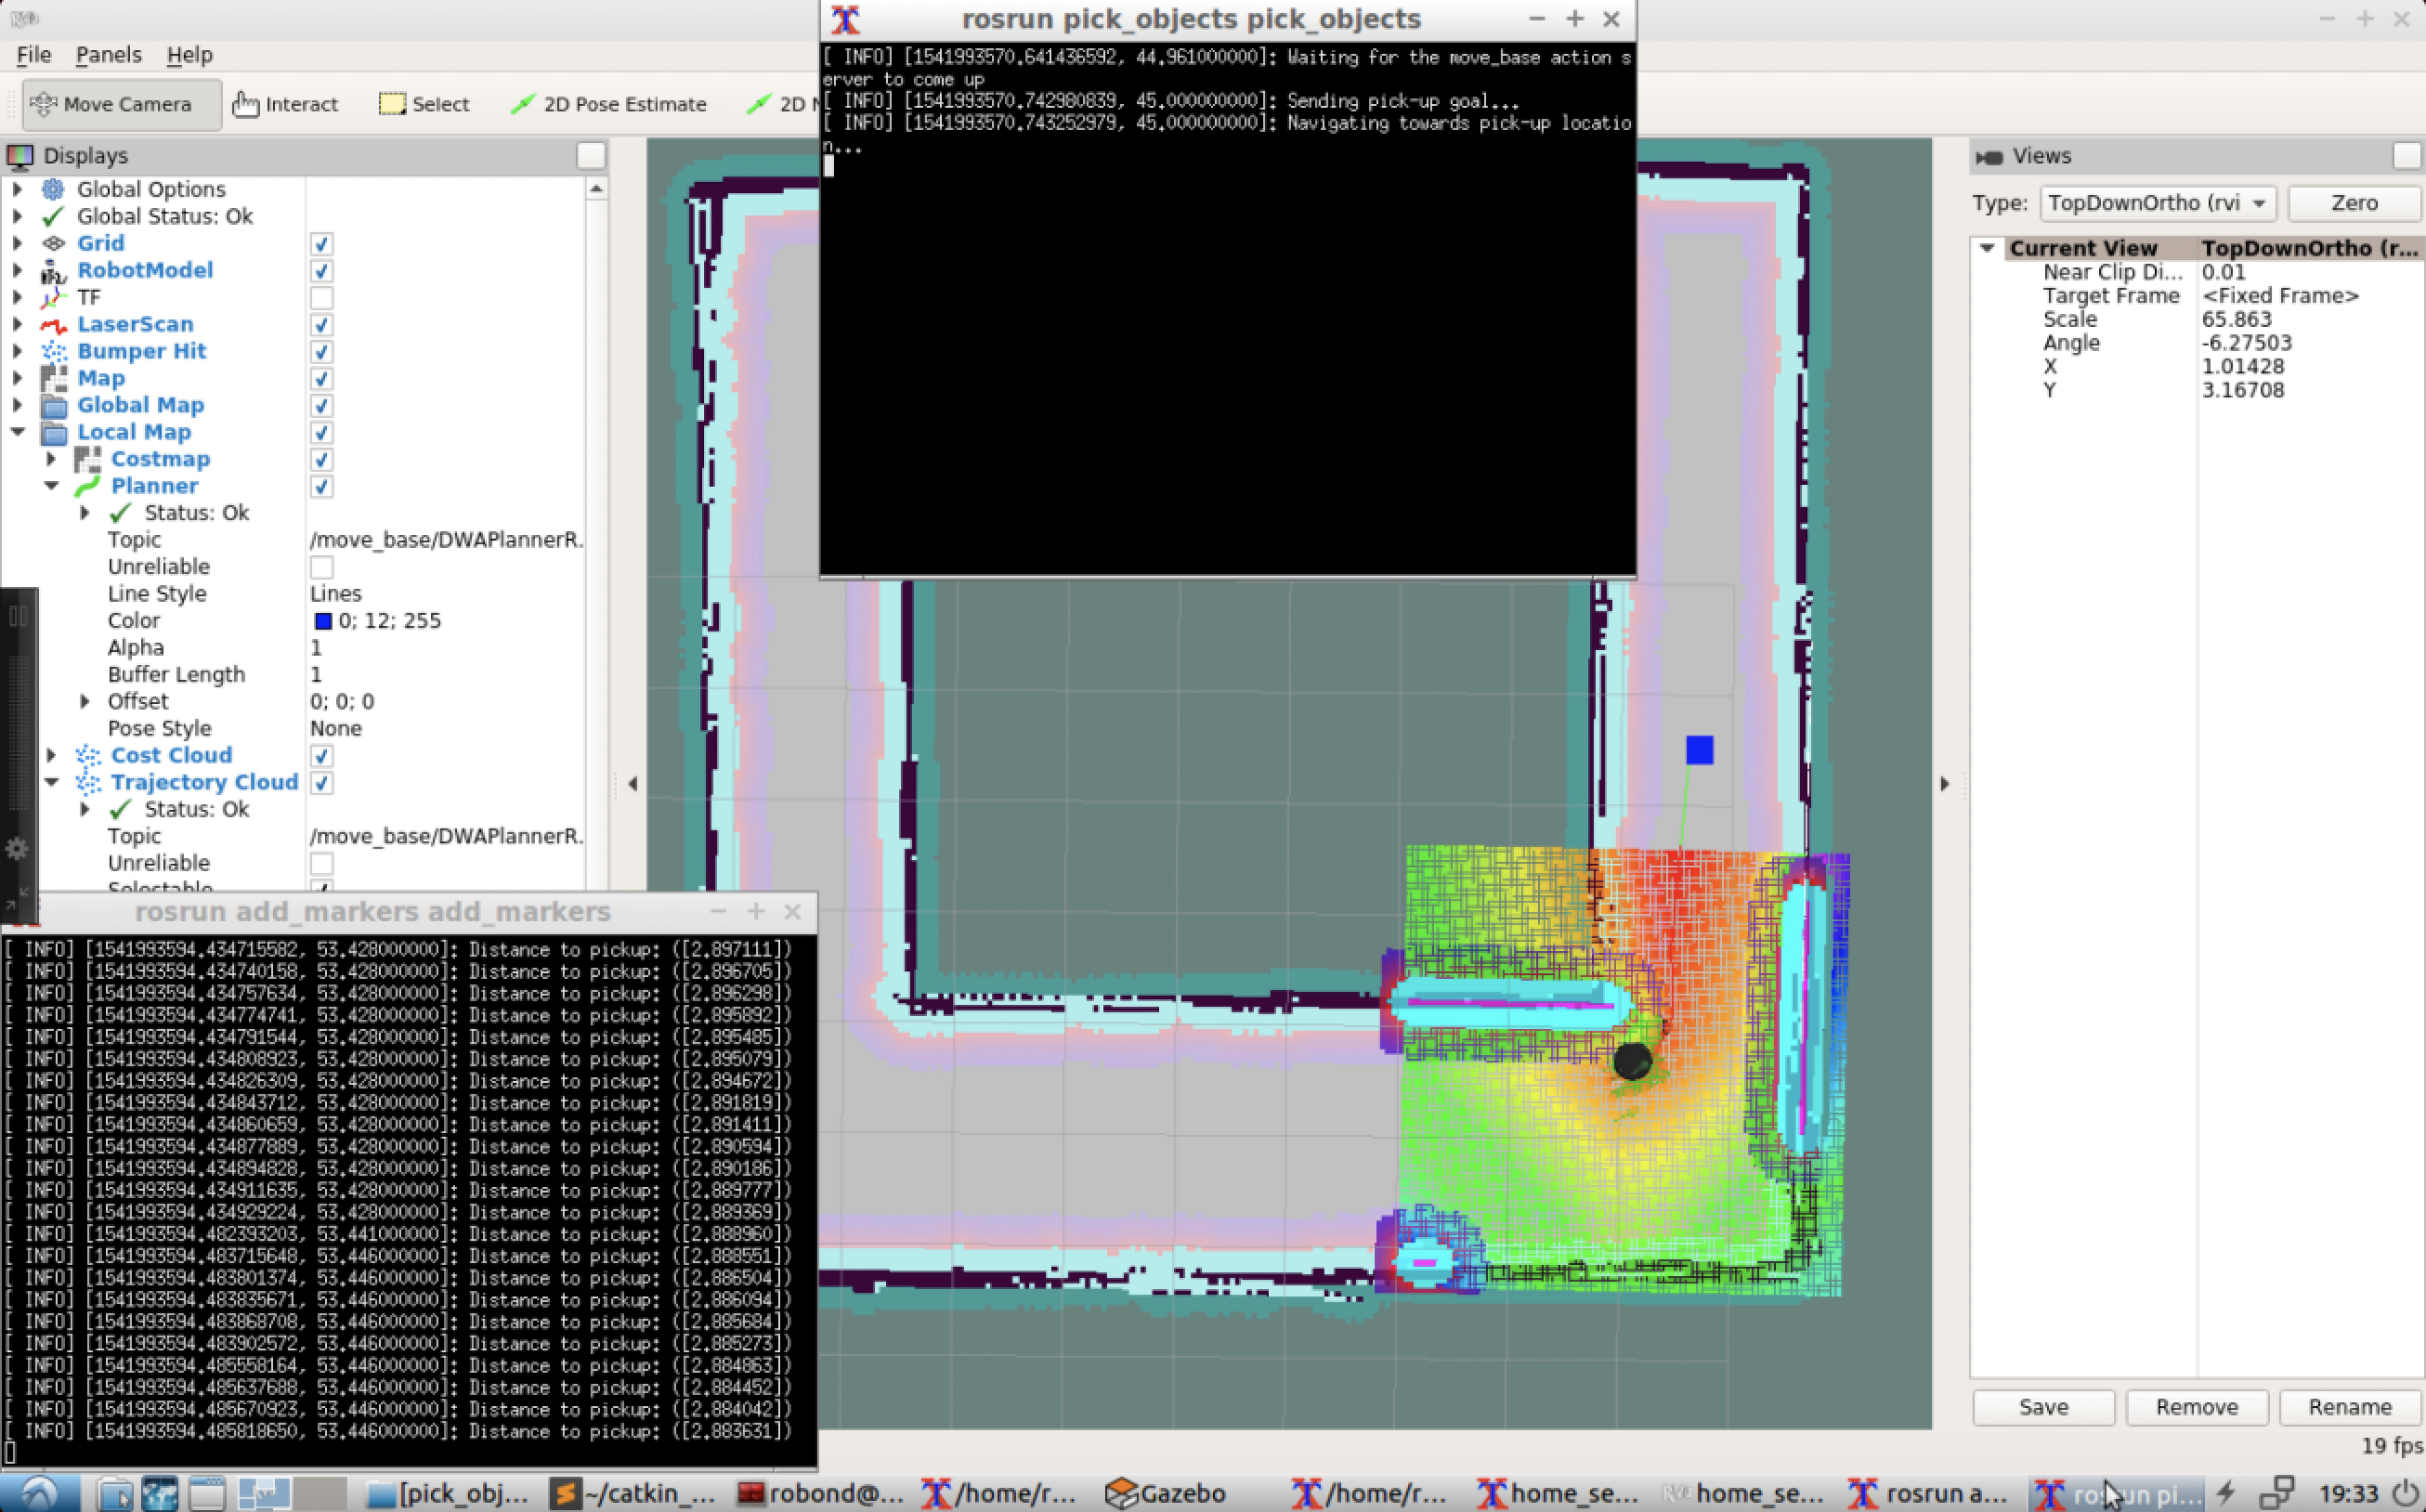 rosrun pick_objects pick_objects
[ INFO] [1541993570.641436592, 44.961000000]: Waiting for the move_base action s
erver to come up
[ INFO] [1541993570.742980839, 45.000000000]: Sending pick-up goal...
[ INFO] [1541993570.743252979, 45.000000000]: Navigating towards pick-up locatio
n...
File Panels Help
Move Camera Interact Select 2D Pose Estimate 2D
Displays
Global Options
Global Status: Ok
Grid
RobotModel
TF
LaserScan
Bumper Hit
Map
Global Map
Local Map
Costmap
Planner
Status: Ok
Topic /move_base/DWAPlannerR.
Unreliable
Line Style Lines
Color 0; 12; 255
Alpha 1
Buffer Length 1
Offset 0; 0; 0
Pose Style None
Cost Cloud
Trajectory Cloud
Status: Ok
Topic /move_base/DWAPlannerR.
Unreliable
Selectable
Views
Type: TopDownOrtho (rvi Zero
Current View TopDownOrtho (r...
Near Clip Di... 0.01
Target Frame <Fixed Frame>
Scale 65.863
Angle -6.27503
X 1.01428
Y 3.16708
Save Remove Rename
19 fps
rosrun add_markers add_markers
[ INFO] [1541993594.434715582, 53.428000000]: Distance to pickup: ([2.897111])
[ INFO] [1541993594.434740158, 53.428000000]: Distance to pickup: ([2.896705])
[ INFO] [1541993594.434757634, 53.428000000]: Distance to pickup: ([2.896298])
[ INFO] [1541993594.434774741, 53.428000000]: Distance to pickup: ([2.895892])
[ INFO] [1541993594.434791544, 53.428000000]: Distance to pickup: ([2.895485])
[ INFO] [1541993594.434808923, 53.428000000]: Distance to pickup: ([2.895079])
[ INFO] [1541993594.434826309, 53.428000000]: Distance to pickup: ([2.894672])
[ INFO] [1541993594.434843712, 53.428000000]: Distance to pickup: ([2.891819])
[ INFO] [1541993594.434860659, 53.428000000]: Distance to pickup: ([2.891411])
[ INFO] [1541993594.434877889, 53.428000000]: Distance to pickup: ([2.890594])
[ INFO] [1541993594.434894828, 53.428000000]: Distance to pickup: ([2.890186])
[ INFO] [1541993594.434911635, 53.428000000]: Distance to pickup: ([2.889777])
[ INFO] [1541993594.434929224, 53.428000000]: Distance to pickup: ([2.889369])
[ INFO] [1541993594.482393203, 53.441000000]: Distance to pickup: ([2.888960])
[ INFO] [1541993594.483715648, 53.446000000]: Distance to pickup: ([2.888551])
[ INFO] [1541993594.483801374, 53.446000000]: Distance to pickup: ([2.886504])
[ INFO] [1541993594.483835671, 53.446000000]: Distance to pickup: ([2.886094])
[ INFO] [1541993594.483868708, 53.446000000]: Distance to pickup: ([2.885684])
[ INFO] [1541993594.483902572, 53.446000000]: Distance to pickup: ([2.885273])
[ INFO] [1541993594.485558164, 53.446000000]: Distance to pickup: ([2.884863])
[ INFO] [1541993594.485637688, 53.446000000]: Distance to pickup: ([2.884452])
[ INFO] [1541993594.485670923, 53.446000000]: Distance to pickup: ([2.884042])
[ INFO] [1541993594.485818650, 53.446000000]: Distance to pickup: ([2.883631])
[pick_obj... ~/catkin_... robond@... /home/r... Gazebo /home/r... home_se... home_se... rosrun a... rosrun pi... 19:33